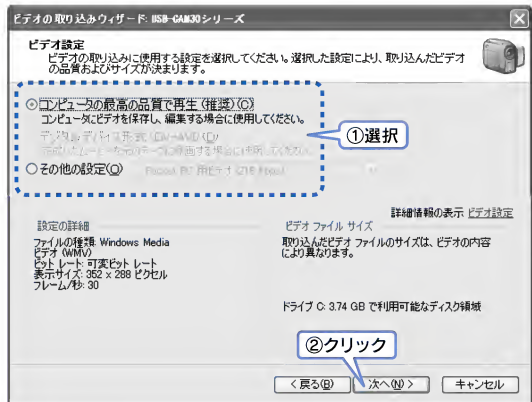 ビデオの取り込みウィザード: USB-CAM30シリーズ
ビデオ設定
ビデオの取り込みに使用する設定を選択してください。選択した設定により、取り込んだビデオ
の品質およびサイズが決まります。
コンピュータの最高の品質で再生 (推奨)(C)
コンピュータにビデオを保存し、編集する場合に使用してください。
デジタル デバイス形式 (DV-AVI)(D)
①選択
その他の設定(O)
詳細情報の表示 ビデオ設定
設定の詳細
ファイルの種類: Windows Media
ビデオ (WMV)
ビット レート: 可変ビット レート
表示サイズ: 352 x 288 ピクセル
フレーム/秒: 30
ビデオ ファイル サイズ
取り込んだビデオ ファイルのサイズは、ビデオの内容
により異なります。
ドライブ C: 3.74 GB で利用可能なディスク領域
②クリック
< 戻る(B)
次へ(N) >
キャンセル